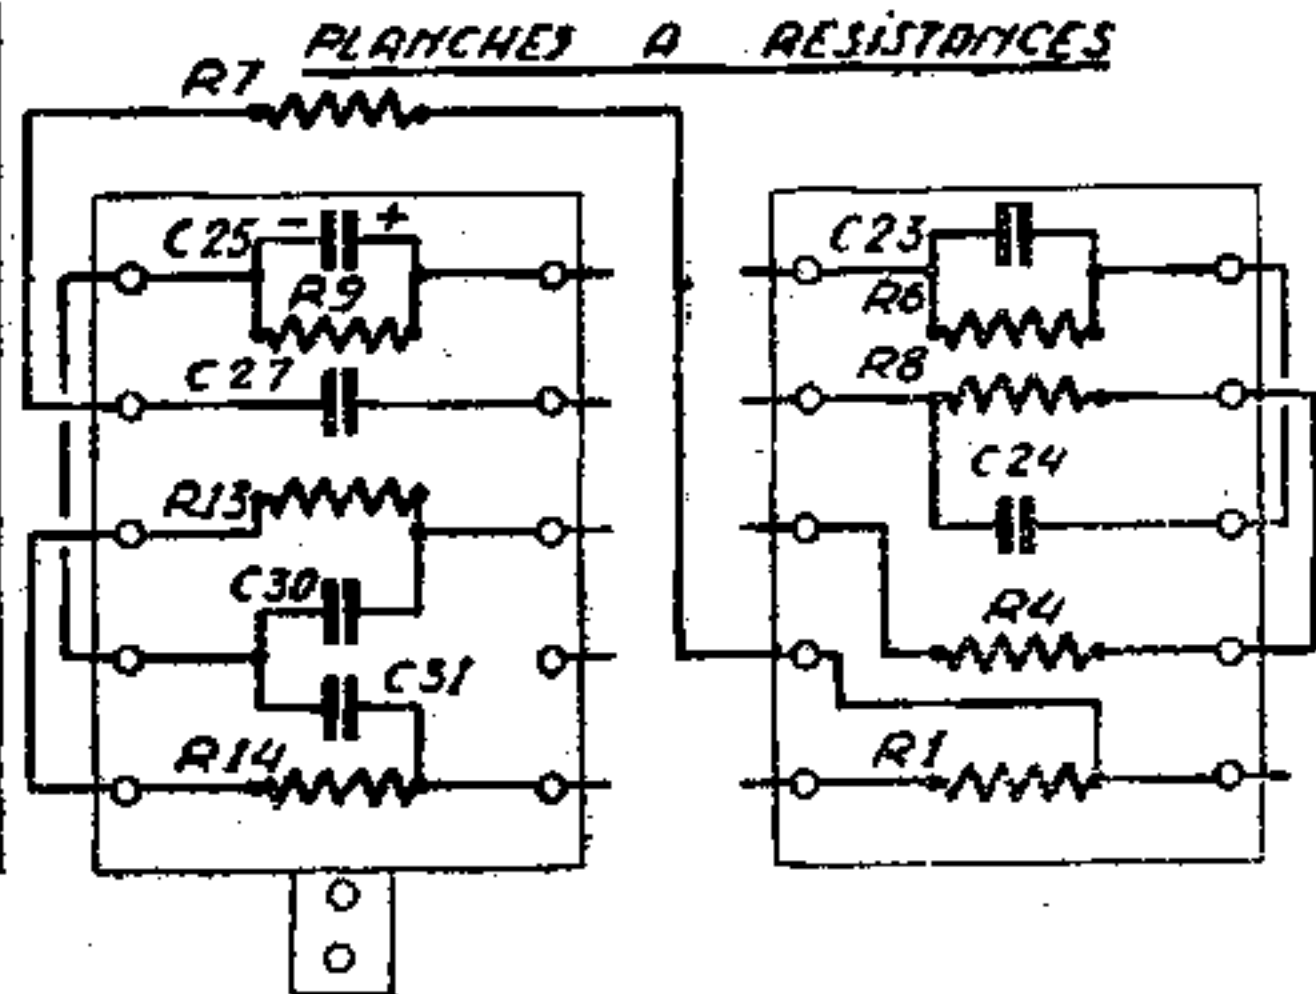 PLANCHES A RESISTANCES
R7
C25 - +
R9
C27
R13
C30
C31
R14
C23
R6
R8
C24
R4
R1